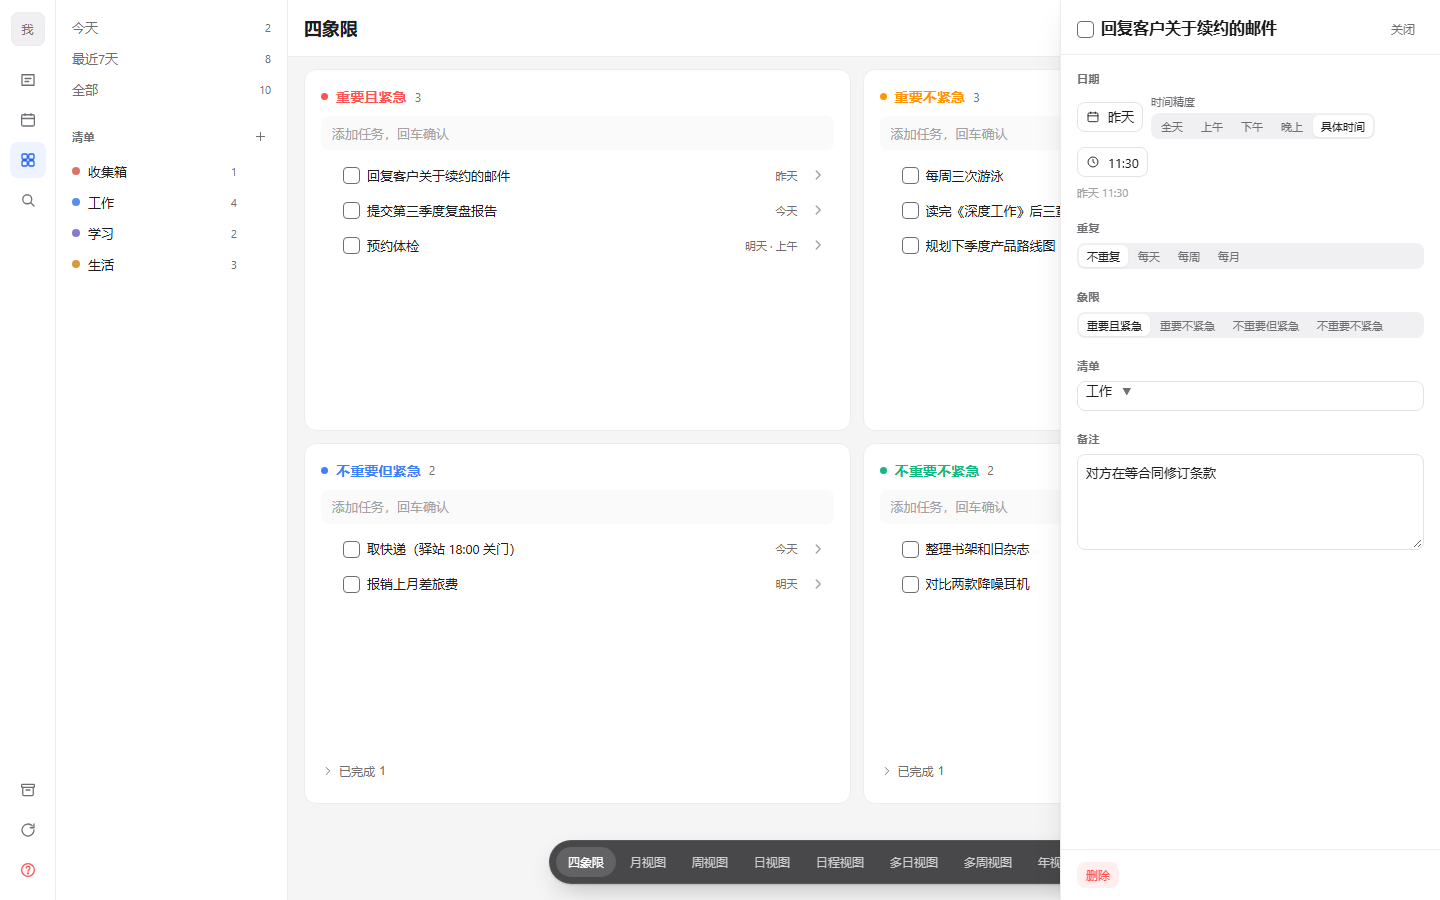 我
今天 2
最近7天 8
全部 10
清单
收集箱 1
工作 4
学习 2
生活 3
四象限
重要且紧急 3
添加任务，回车确认
回复客户关于续约的邮件 昨天
提交第三季度复盘报告 今天
预约体检 明天 · 上午
重要不紧急 3
添加任务，回车确认
每周三次游泳
读完《深度工作》后三
规划下季度产品路线图
不重要但紧急 2
添加任务，回车确认
取快递（驿站 18:00 关门） 今天
报销上月差旅费 明天
已完成 1
不重要不紧急 2
添加任务，回车确认
整理书架和旧杂志
对比两款降噪耳机
已完成 1
四象限 月视图 周视图 日视图 日程视图 多日视图 多周视图 年视
回复客户关于续约的邮件 关闭
日期
昨天
时间精度
全天 上午 下午 晚上 具体时间
11:30
昨天 11:30
重复
不重复 每天 每周 每月
象限
重要且紧急 重要不紧急 不重要但紧急 不重要不紧急
清单
工作
备注
对方在等合同修订条款
删除